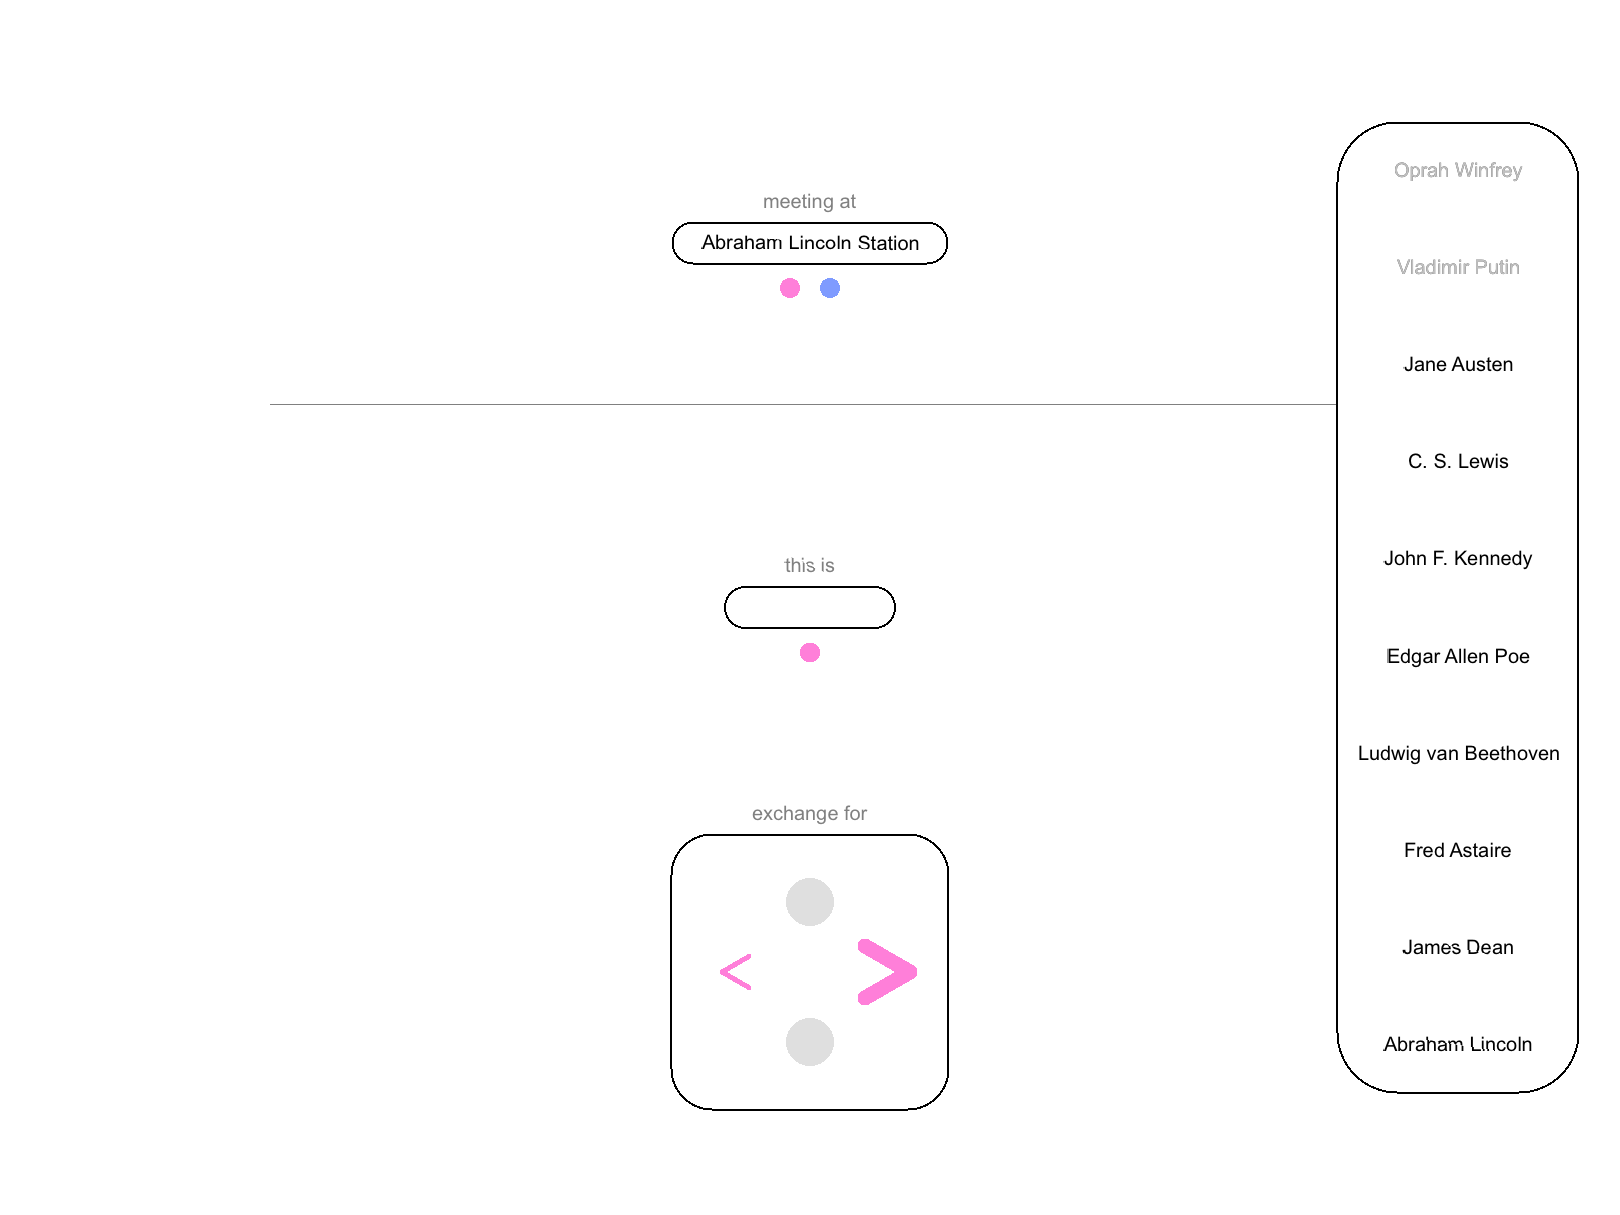 meeting at
Abraham Lincoln Station
this is
exchange for
<
>
Oprah Winfrey
Vladimir Putin
Jane Austen
C. S. Lewis
John F. Kennedy
Edgar Allen Poe
Ludwig van Beethoven
Fred Astaire
James Dean
Abraham Lincoln